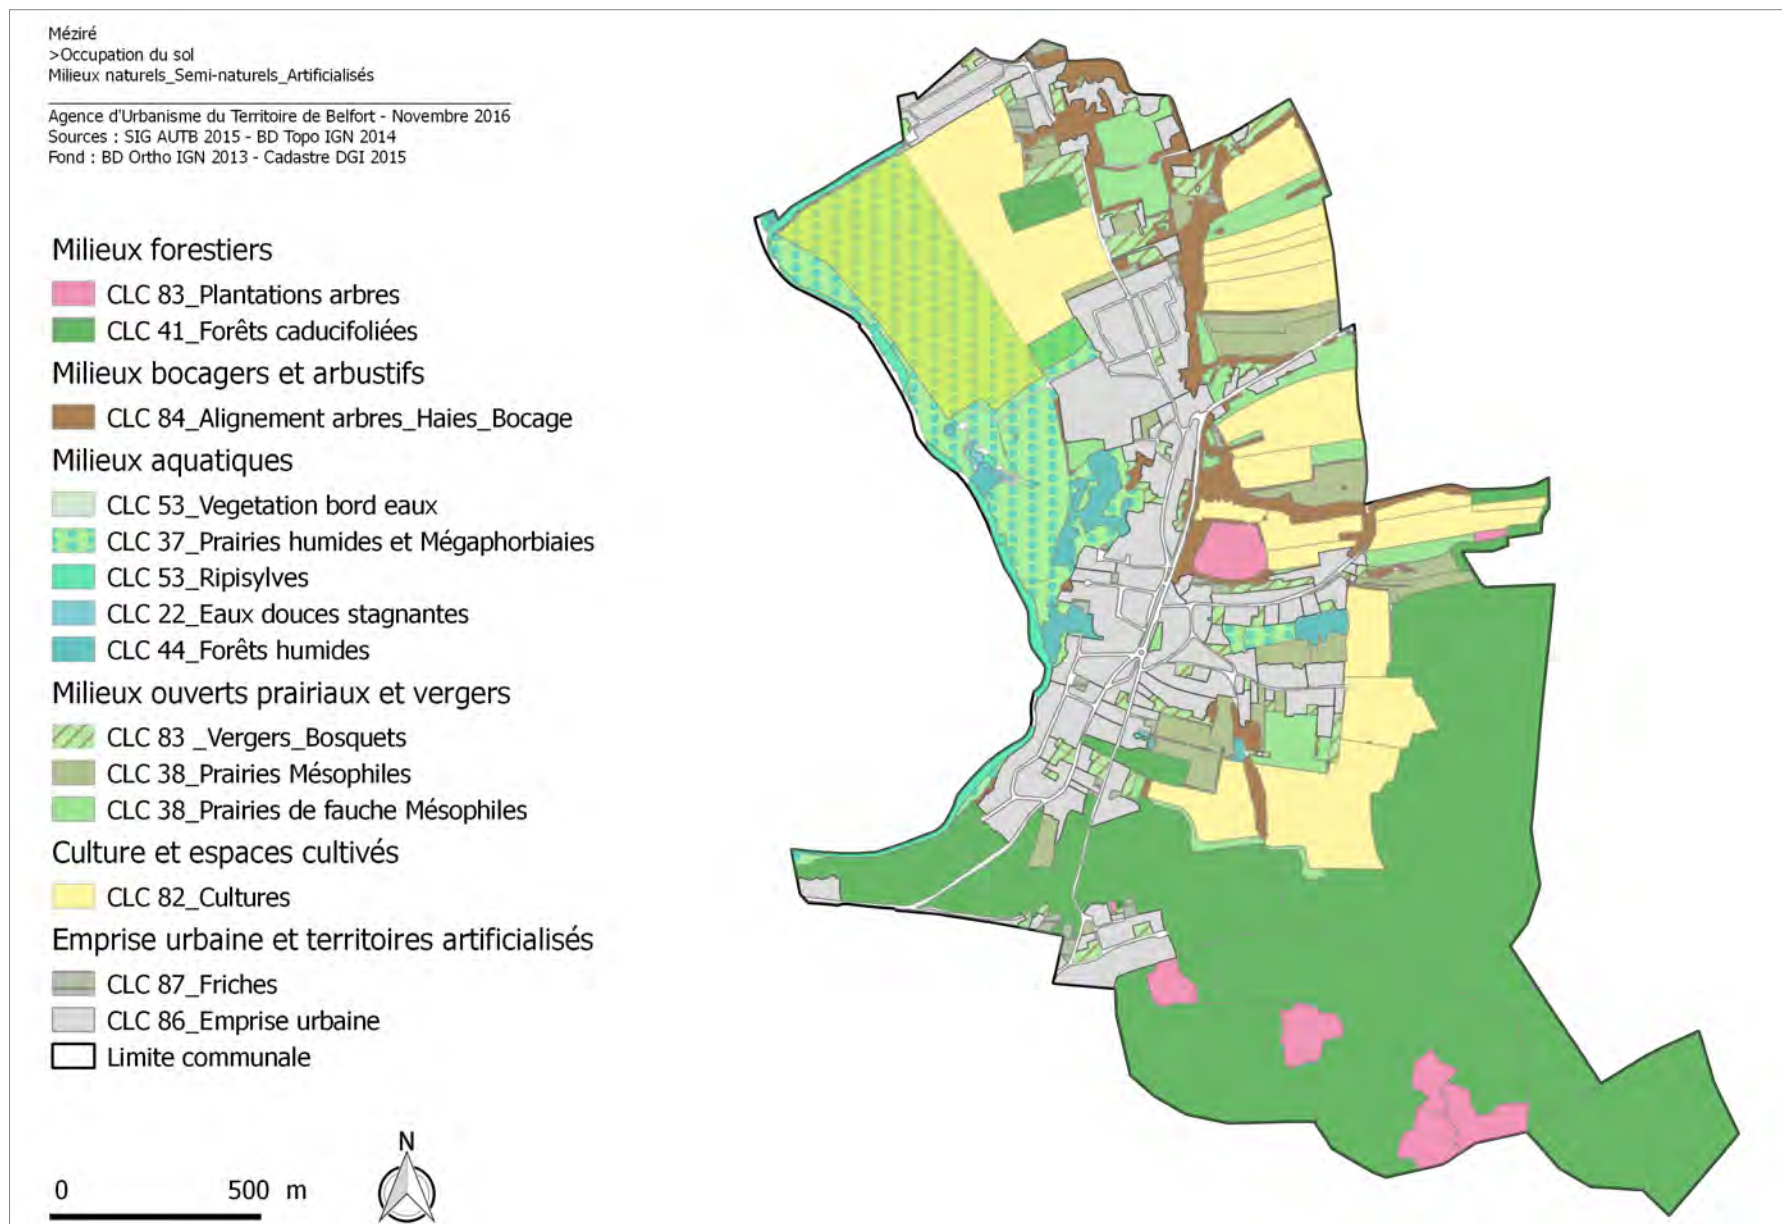 Méziré
>Occupation du sol
Milieux naturels_Semi-naturels_Artificialisés
Agence d'Urbanisme du Territoire de Belfort - Novembre 2016
Sources : SIG AUTB 2015 - BD Topo IGN 2014
Fond : BD Ortho IGN 2013 - Cadastre DGI 2015
Milieux forestiers
CLC 83_Plantations arbres
CLC 41_Forêts caducifoliées
Milieux bocagers et arbustifs
CLC 84_Alignement arbres_Haies_Bocage
Milieux aquatiques
CLC 53_Vegetation bord eaux
CLC 37_Prairies humides et Mégaphorbiaies
CLC 53_Ripisylves
CLC 22_Eaux douces stagnantes
CLC 44_Forêts humides
Milieux ouverts prairiaux et vergers
CLC 83 _Vergers_Bosquets
CLC 38_Prairies Mésophiles
CLC 38_Prairies de fauche Mésophiles
Culture et espaces cultivés
CLC 82_Cultures
Emprise urbaine et territoires artificialisés
CLC 87_Friches
CLC 86_Emprise urbaine
Limite communale
N
0 500 m